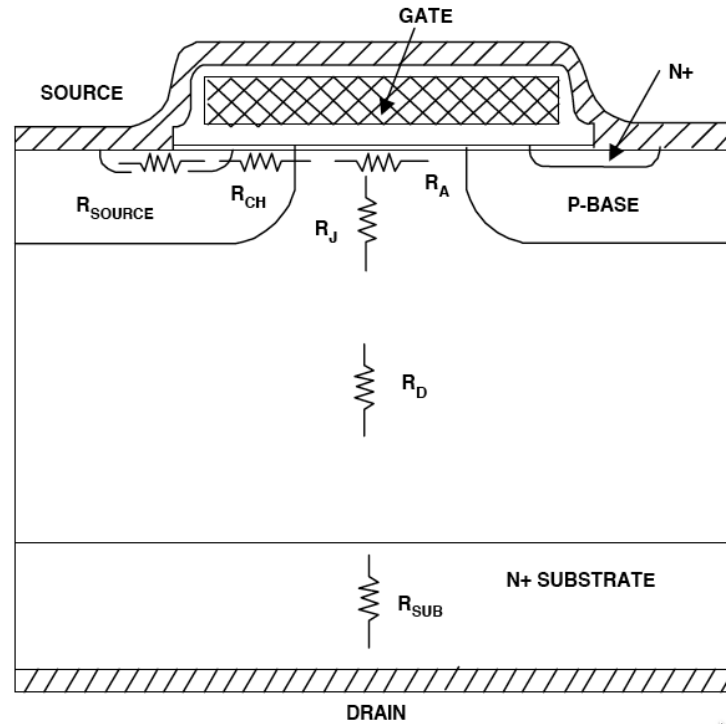 GATE
SOURCE
N+
R_SOURCE
R_CH
R_A
P-BASE
R_J
R_D
N+ SUBSTRATE
R_SUB
DRAIN